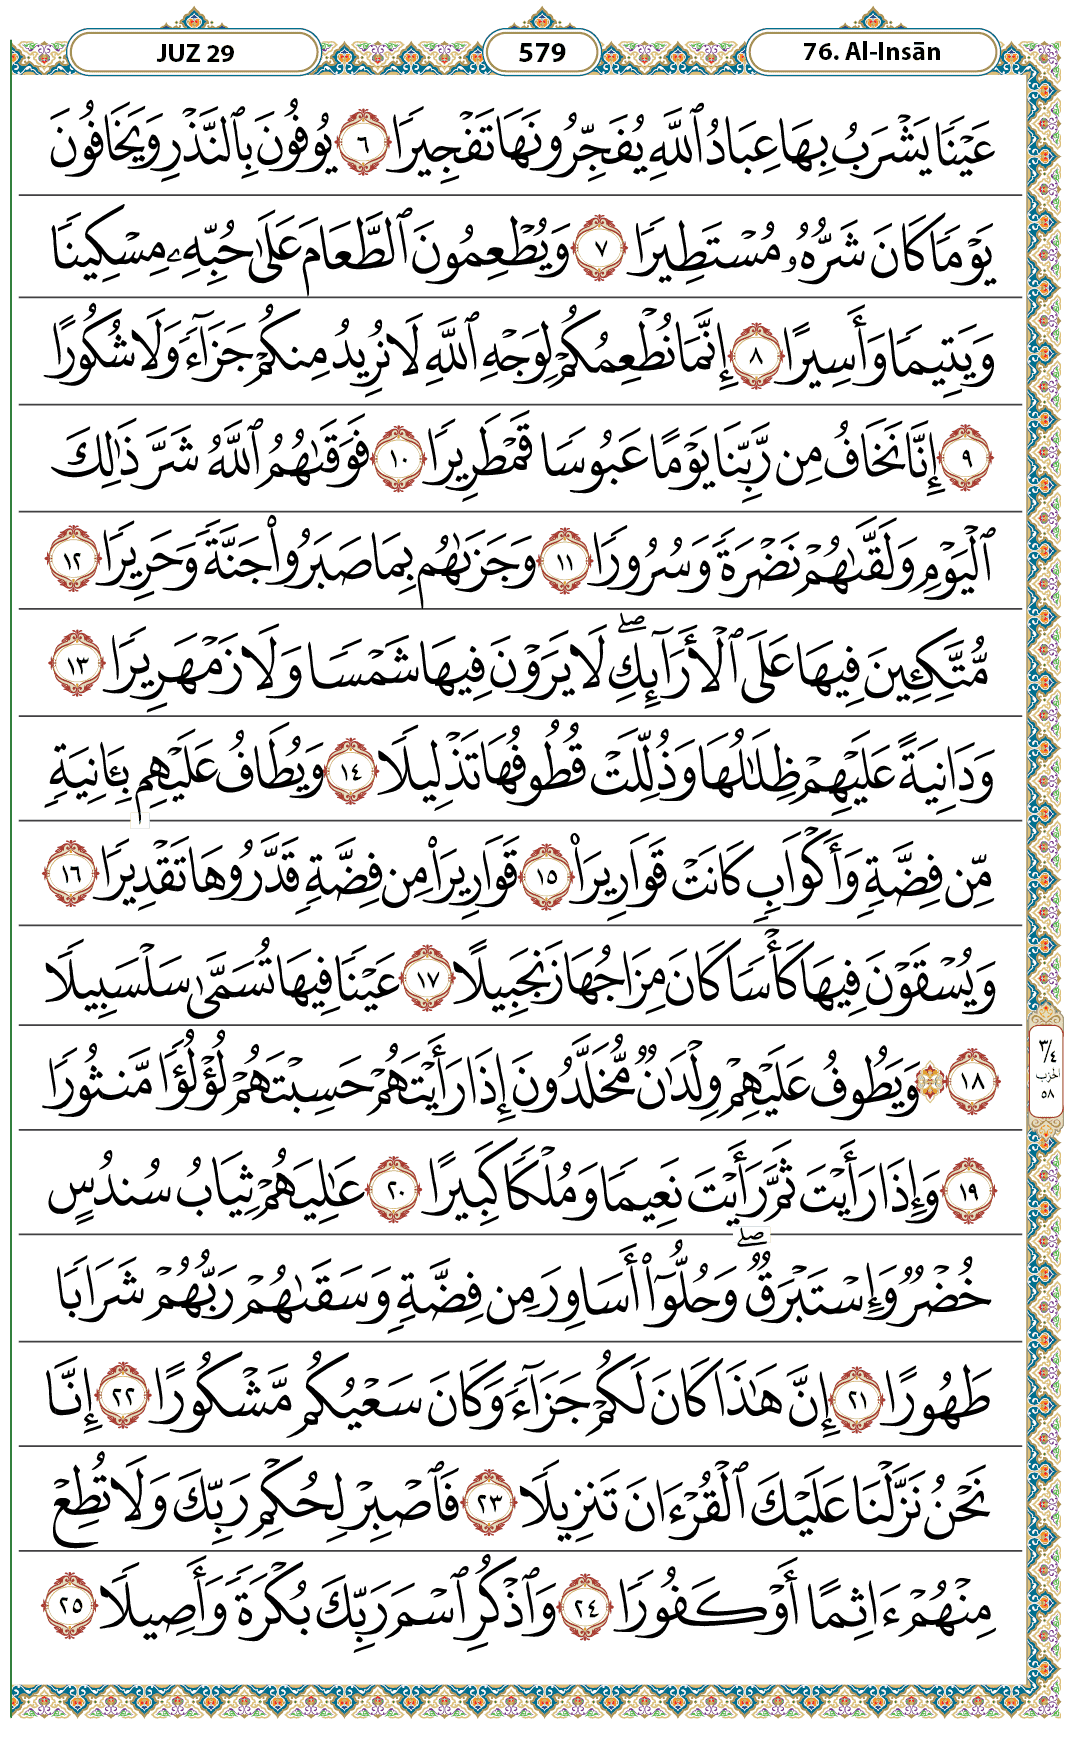 JUZ 29 579 76. Al-Insān
عَيْنًا يَشْرَبُ بِهَا عِبَادُ ٱللَّهِ يُفَجِّرُونَهَا تَفْجِيرًا ٦ يُوفُونَ بِٱلنَّذْرِ وَيَخَافُونَ
يَوْمًا كَانَ شَرُّهُۥ مُسْتَطِيرًا ٧ وَيُطْعِمُونَ ٱلطَّعَامَ عَلَىٰ حُبِّهِۦ مِسْكِينًا
وَيَتِيمًا وَأَسِيرًا ٨ إِنَّمَا نُطْعِمُكُمْ لِوَجْهِ ٱللَّهِ لَا نُرِيدُ مِنكُمْ جَزَآءً وَلَا شُكُورًا
٩ إِنَّا نَخَافُ مِن رَّبِّنَا يَوْمًا عَبُوسًا قَمْطَرِيرًا ١٠ فَوَقَىٰهُمُ ٱللَّهُ شَرَّ ذَٰلِكَ
ٱلْيَوْمِ وَلَقَّىٰهُمْ نَضْرَةً وَسُرُورًا ١١ وَجَزَىٰهُم بِمَا صَبَرُوا۟ جَنَّةً وَحَرِيرًا ١٢
مُّتَّكِـِٔينَ فِيهَا عَلَى ٱلْأَرَآئِكِ ۖ لَا يَرَوْنَ فِيهَا شَمْسًا وَلَا زَمْهَرِيرًا ١٣
وَدَانِيَةً عَلَيْهِمْ ظِلَـٰلُهَا وَذُلِّلَتْ قُطُوفُهَا تَذْلِيلًا ١٤ وَيُطَافُ عَلَيْهِم بِـَٔانِيَةٍ
مِّن فِضَّةٍ وَأَكْوَابٍ كَانَتْ قَوَارِيرَا۠ ١٥ قَوَارِيرَا۟ مِن فِضَّةٍ قَدَّرُوهَا تَقْدِيرًا ١٦
وَيُسْقَوْنَ فِيهَا كَأْسًا كَانَ مِزَاجُهَا زَنجَبِيلًا ١٧ عَيْنًا فِيهَا تُسَمَّىٰ سَلْسَبِيلًا
١٨ ۞ وَيَطُوفُ عَلَيْهِمْ وِلْدَٰنٌ مُّخَلَّدُونَ إِذَا رَأَيْتَهُمْ حَسِبْتَهُمْ لُؤْلُؤًا مَّنثُورًا
٣/٤ الحزب ٥٨
١٩ وَإِذَا رَأَيْتَ ثَمَّ رَأَيْتَ نَعِيمًا وَمُلْكًا كَبِيرًا ٢٠ عَـٰلِيَهُمْ ثِيَابُ سُندُسٍ
خُضْرٌ وَإِسْتَبْرَقٌ ۖ وَحُلُّوٓا۟ أَسَاوِرَ مِن فِضَّةٍ وَسَقَىٰهُمْ رَبُّهُمْ شَرَابًا
طَهُورًا ٢١ إِنَّ هَـٰذَا كَانَ لَكُمْ جَزَآءً وَكَانَ سَعْيُكُم مَّشْكُورًا ٢٢ إِنَّا
نَحْنُ نَزَّلْنَا عَلَيْكَ ٱلْقُرْءَانَ تَنزِيلًا ٢٣ فَٱصْبِرْ لِحُكْمِ رَبِّكَ وَلَا تُطِعْ
مِنْهُمْ ءَاثِمًا أَوْ كَفُورًا ٢٤ وَٱذْكُرِ ٱسْمَ رَبِّكَ بُكْرَةً وَأَصِيلًا ٢٥